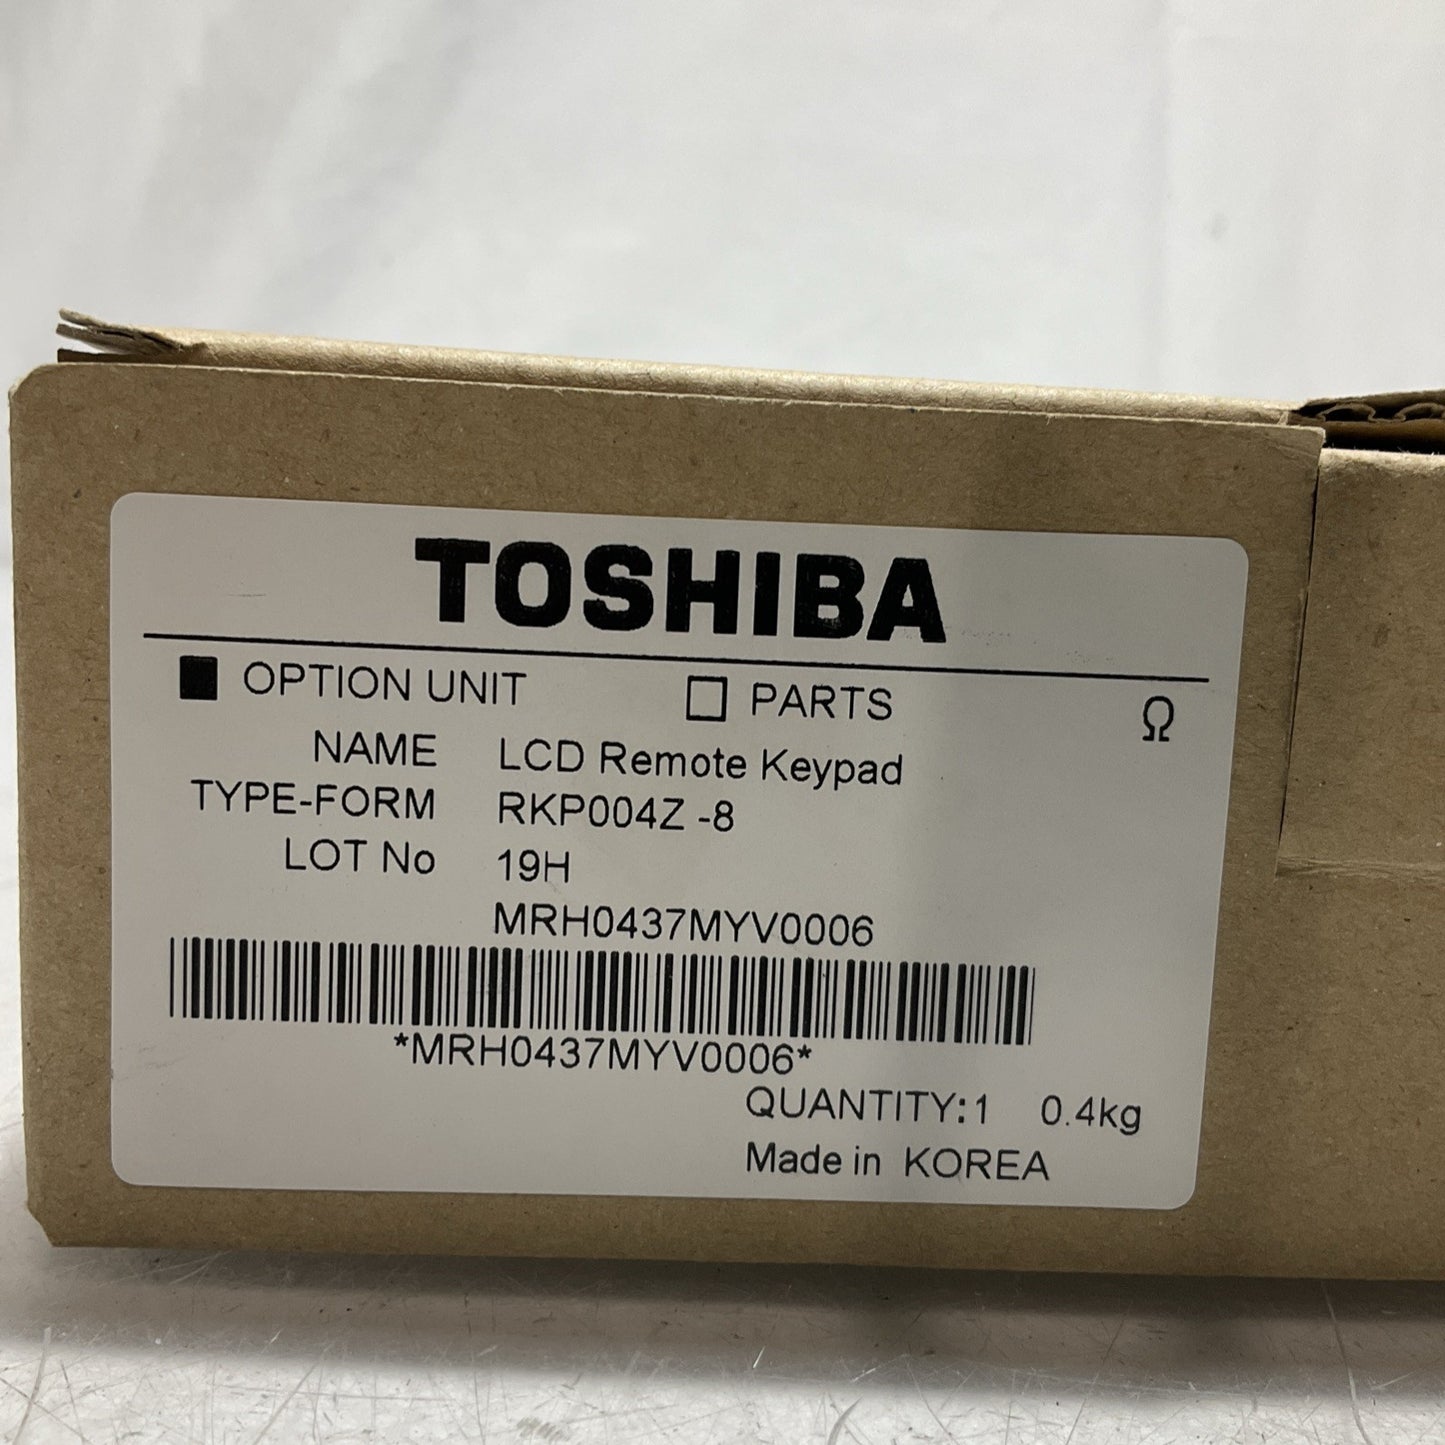 TOSHIBA
■ OPTION UNIT □ PARTS Ω
NAME LCD Remote Keypad
TYPE-FORM RKP004Z -8
LOT No 19H
MRH0437MYV0006
*MRH0437MYV0006*
QUANTITY:1 0.4kg
Made in KOREA